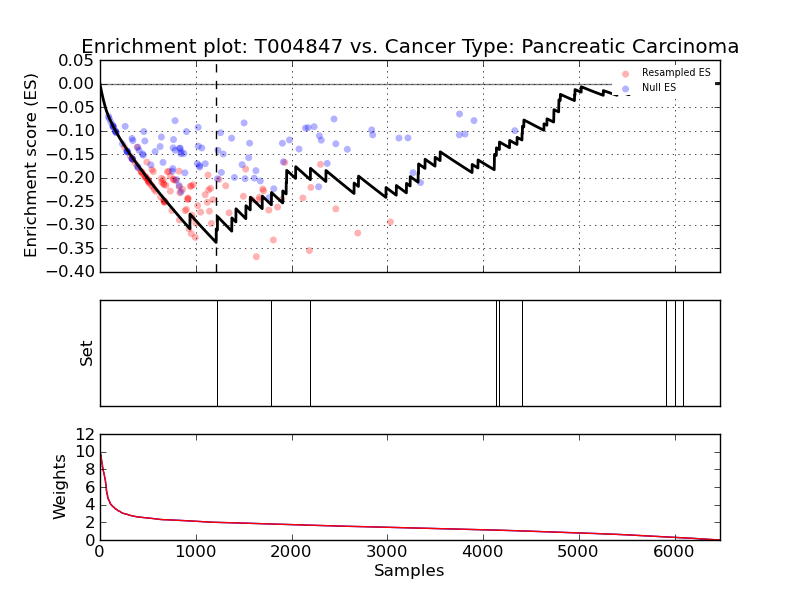 Enrichment plot: T004847 vs. Cancer Type: Pancreatic Carcinoma
Enrichment score (ES)
0.05
0.00
−0.05
−0.10
−0.15
−0.20
−0.25
−0.30
−0.35
−0.40
Resampled ES
Null ES
Set
Weights
12
10
8
6
4
2
0
0 1000 2000 3000 4000 5000 6000
Samples